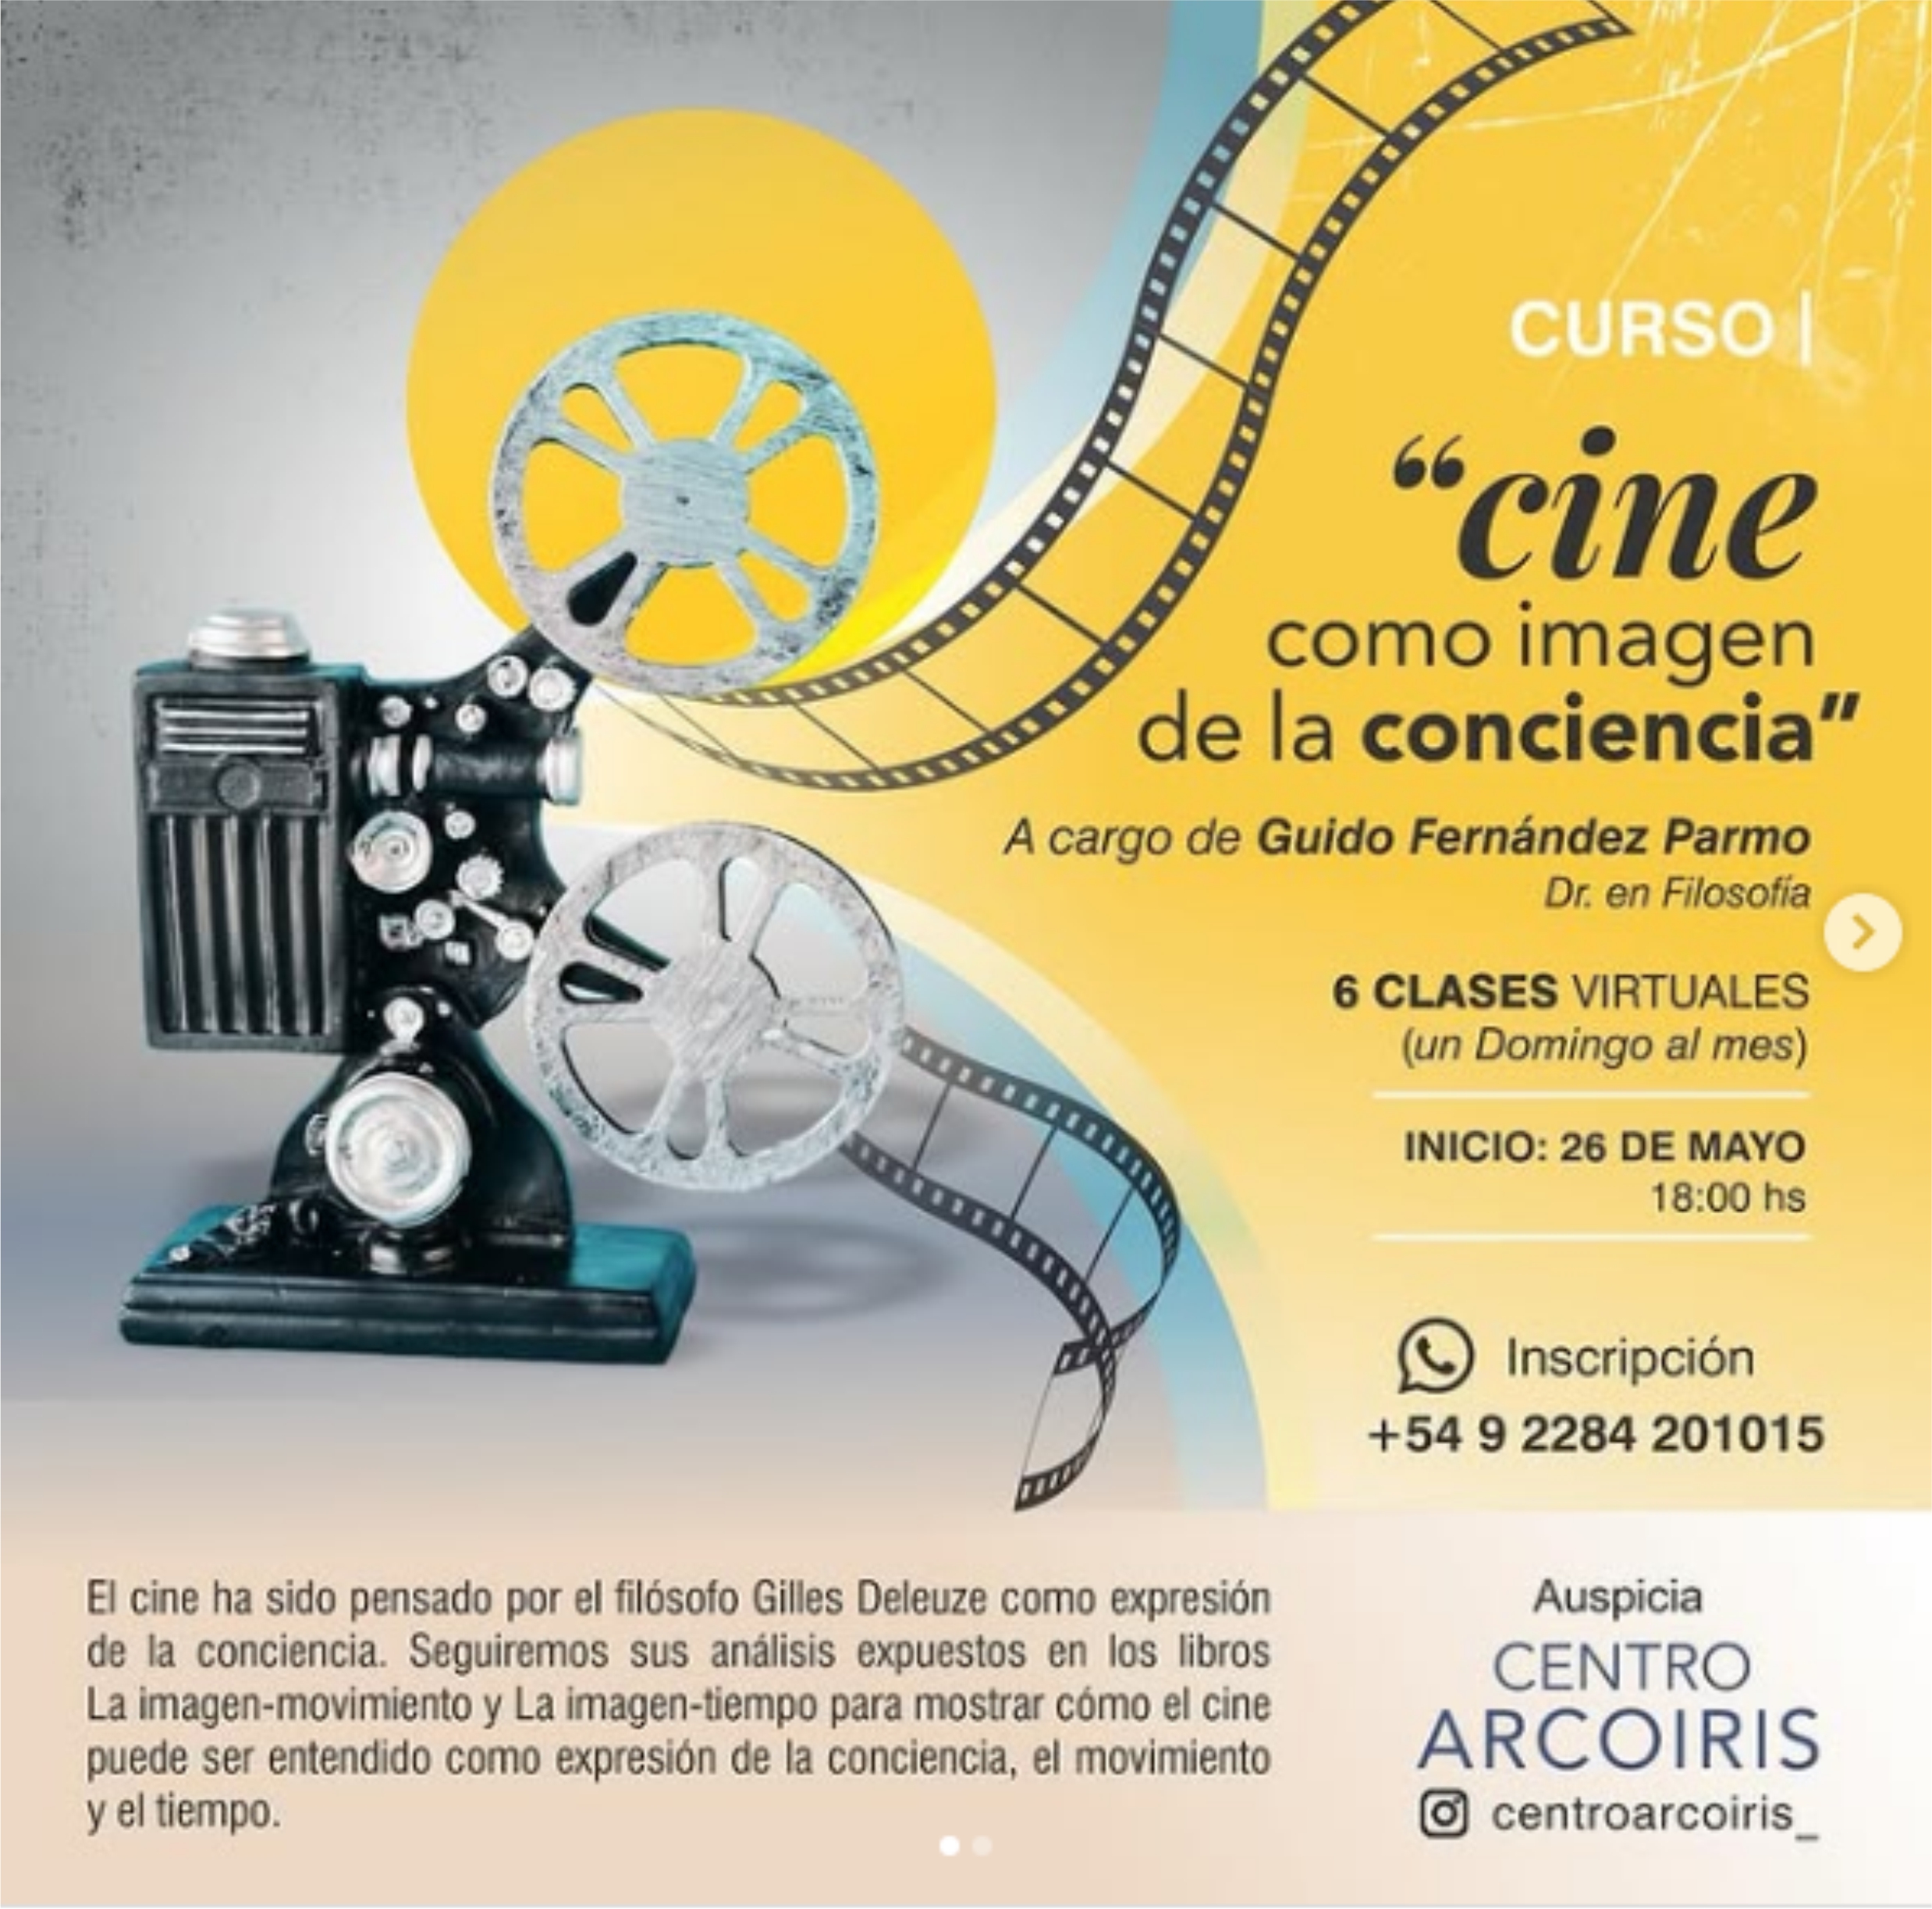 CURSO |
“cine
como imagen
de la conciencia”
A cargo de Guido Fernández Parmo
Dr. en Filosofía
6 CLASES VIRTUALES
(un Domingo al mes)
INICIO: 26 DE MAYO
18:00 hs
Inscripción
+54 9 2284 201015
El cine ha sido pensado por el filósofo Gilles Deleuze como expresión
de la conciencia. Seguiremos sus análisis expuestos en los libros
La imagen-movimiento y La imagen-tiempo para mostrar cómo el cine
puede ser entendido como expresión de la conciencia, el movimiento
y el tiempo.
Auspicia
CENTRO
ARCOIRIS
centroarcoiris_